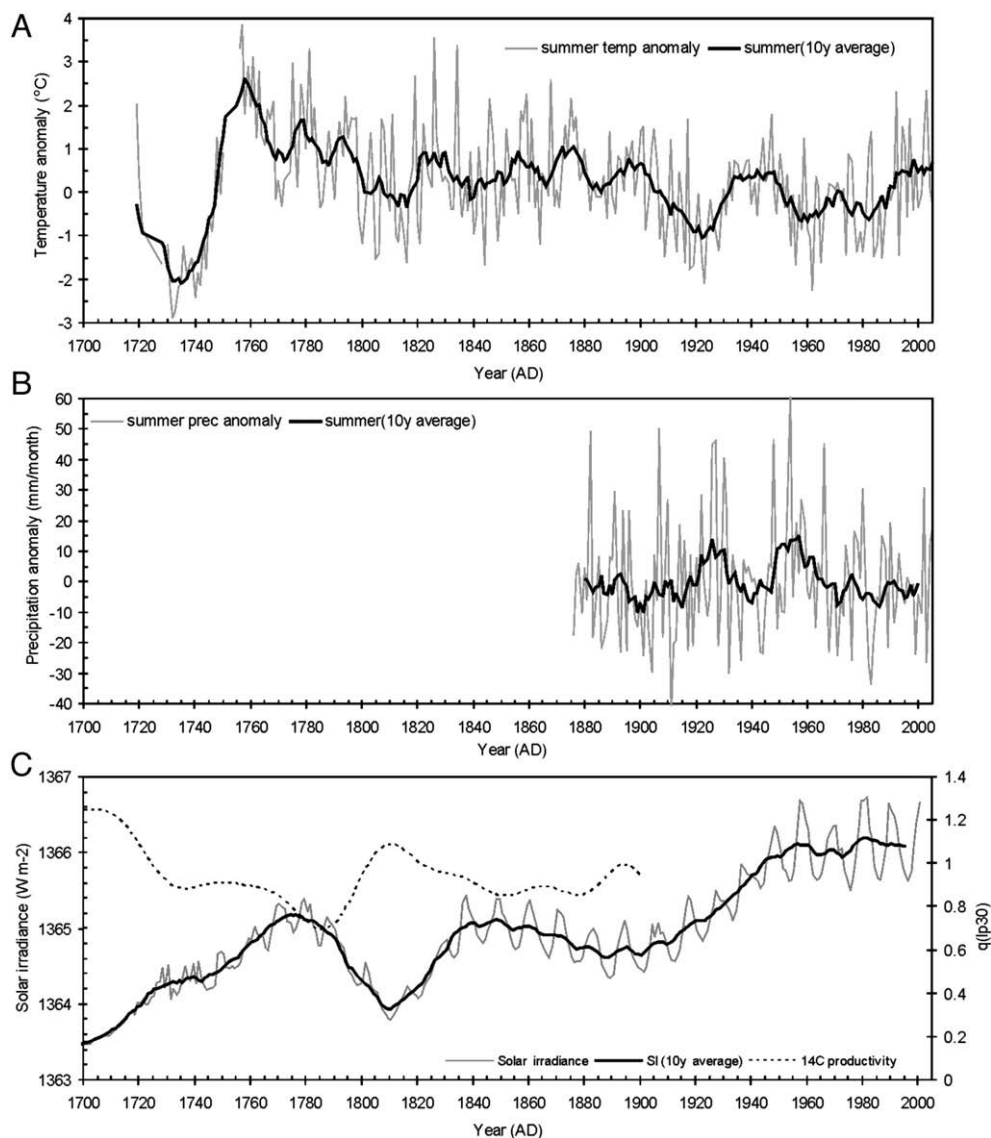 A
summer temp anomaly summer(10y average)
Temperature anomaly (°C)
4
3
2
1
0
-1
-2
-3
1700 1720 1740 1760 1780 1800 1820 1840 1860 1880 1900 1920 1940 1960 1980 2000
Year (AD)
B
summer prec anomaly summer(10y average)
Precipitation anomaly (mm/month)
60
50
40
30
20
10
0
-10
-20
-30
-40
1700 1720 1740 1760 1780 1800 1820 1840 1860 1880 1900 1920 1940 1960 1980 2000
Year (AD)
C
Solar irradiance (W m-2)
1367
1366
1365
1364
1363
1.4
1.2
1
0.8
0.6
0.4
0.2
0
q(lp30)
Solar irradiance SI (10y average) 14C productivity
1700 1720 1740 1760 1780 1800 1820 1840 1860 1880 1900 1920 1940 1960 1980 2000
Year (AD)